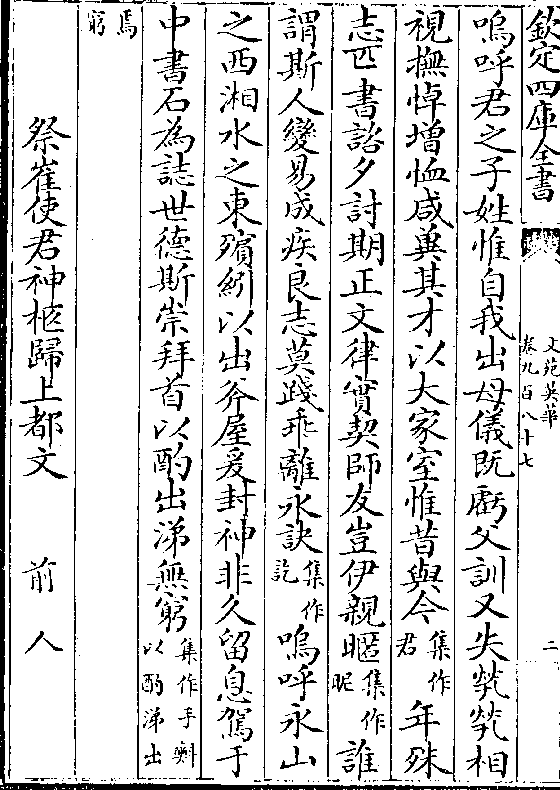 欽定四庫全書
文苑英華
卷九百八十七
二
嗚呼君之子姓惟自我出母儀既虧父訓又失煢煢相
視撫悼增恤咸兾其才以大家室惟昔與今集作君年殊
志匹書諮夕討期正文律實契師友豈伊親暱集作昵誰
謂斯人變易成疾良志莫踐乖離永訣集作訖嗚呼永山
之西湘水之東殯紖以出斧屋爰封神非久留息駕于
中書石為誌世德斯崇拜首以酌出涕無窮集作手㪺以酌涕出
焉窮
祭崔使君神柩歸上都文 前人